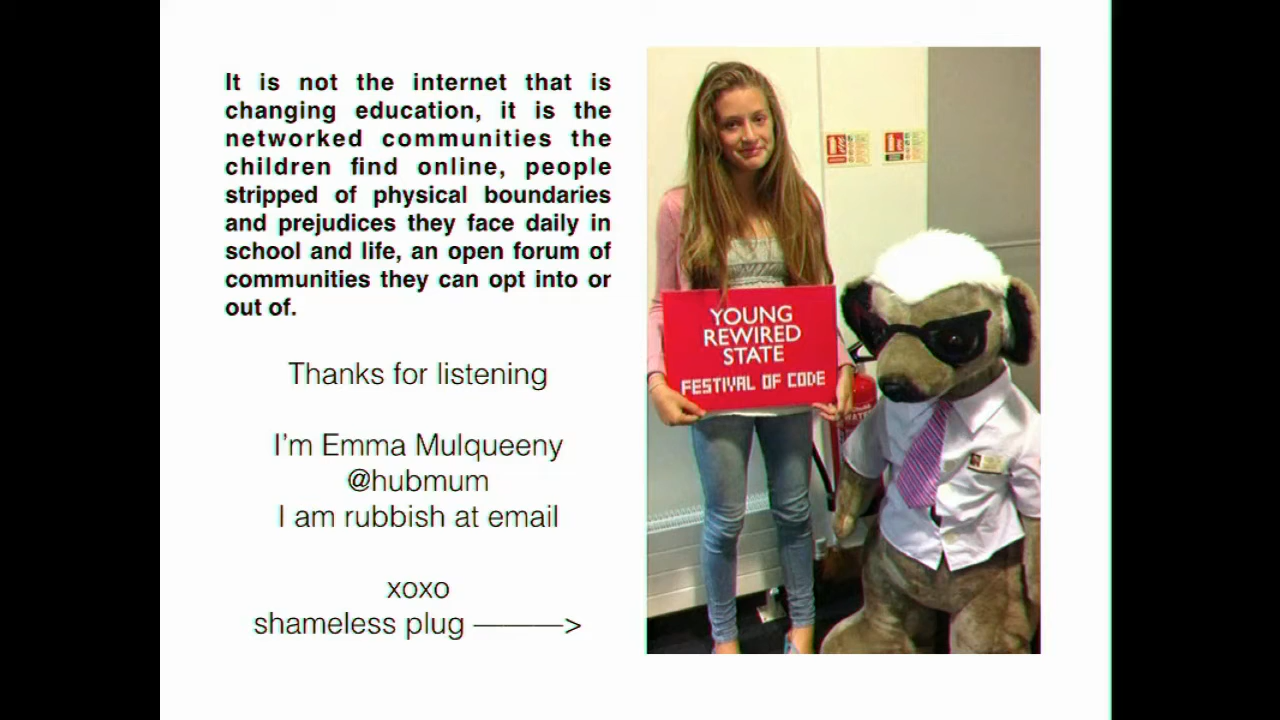 It is not the internet that is
changing education, it is the
networked communities the
children find online, people
stripped of physical boundaries
and prejudices they face daily in
school and life, an open forum of
communities they can opt into or
out of.
Thanks for listening
I'm Emma Mulqueeny
@hubmum
I am rubbish at email
xoxo
shameless plug ———>
YOUNG
REWIRED
STATE
FESTIVAL OF CODE